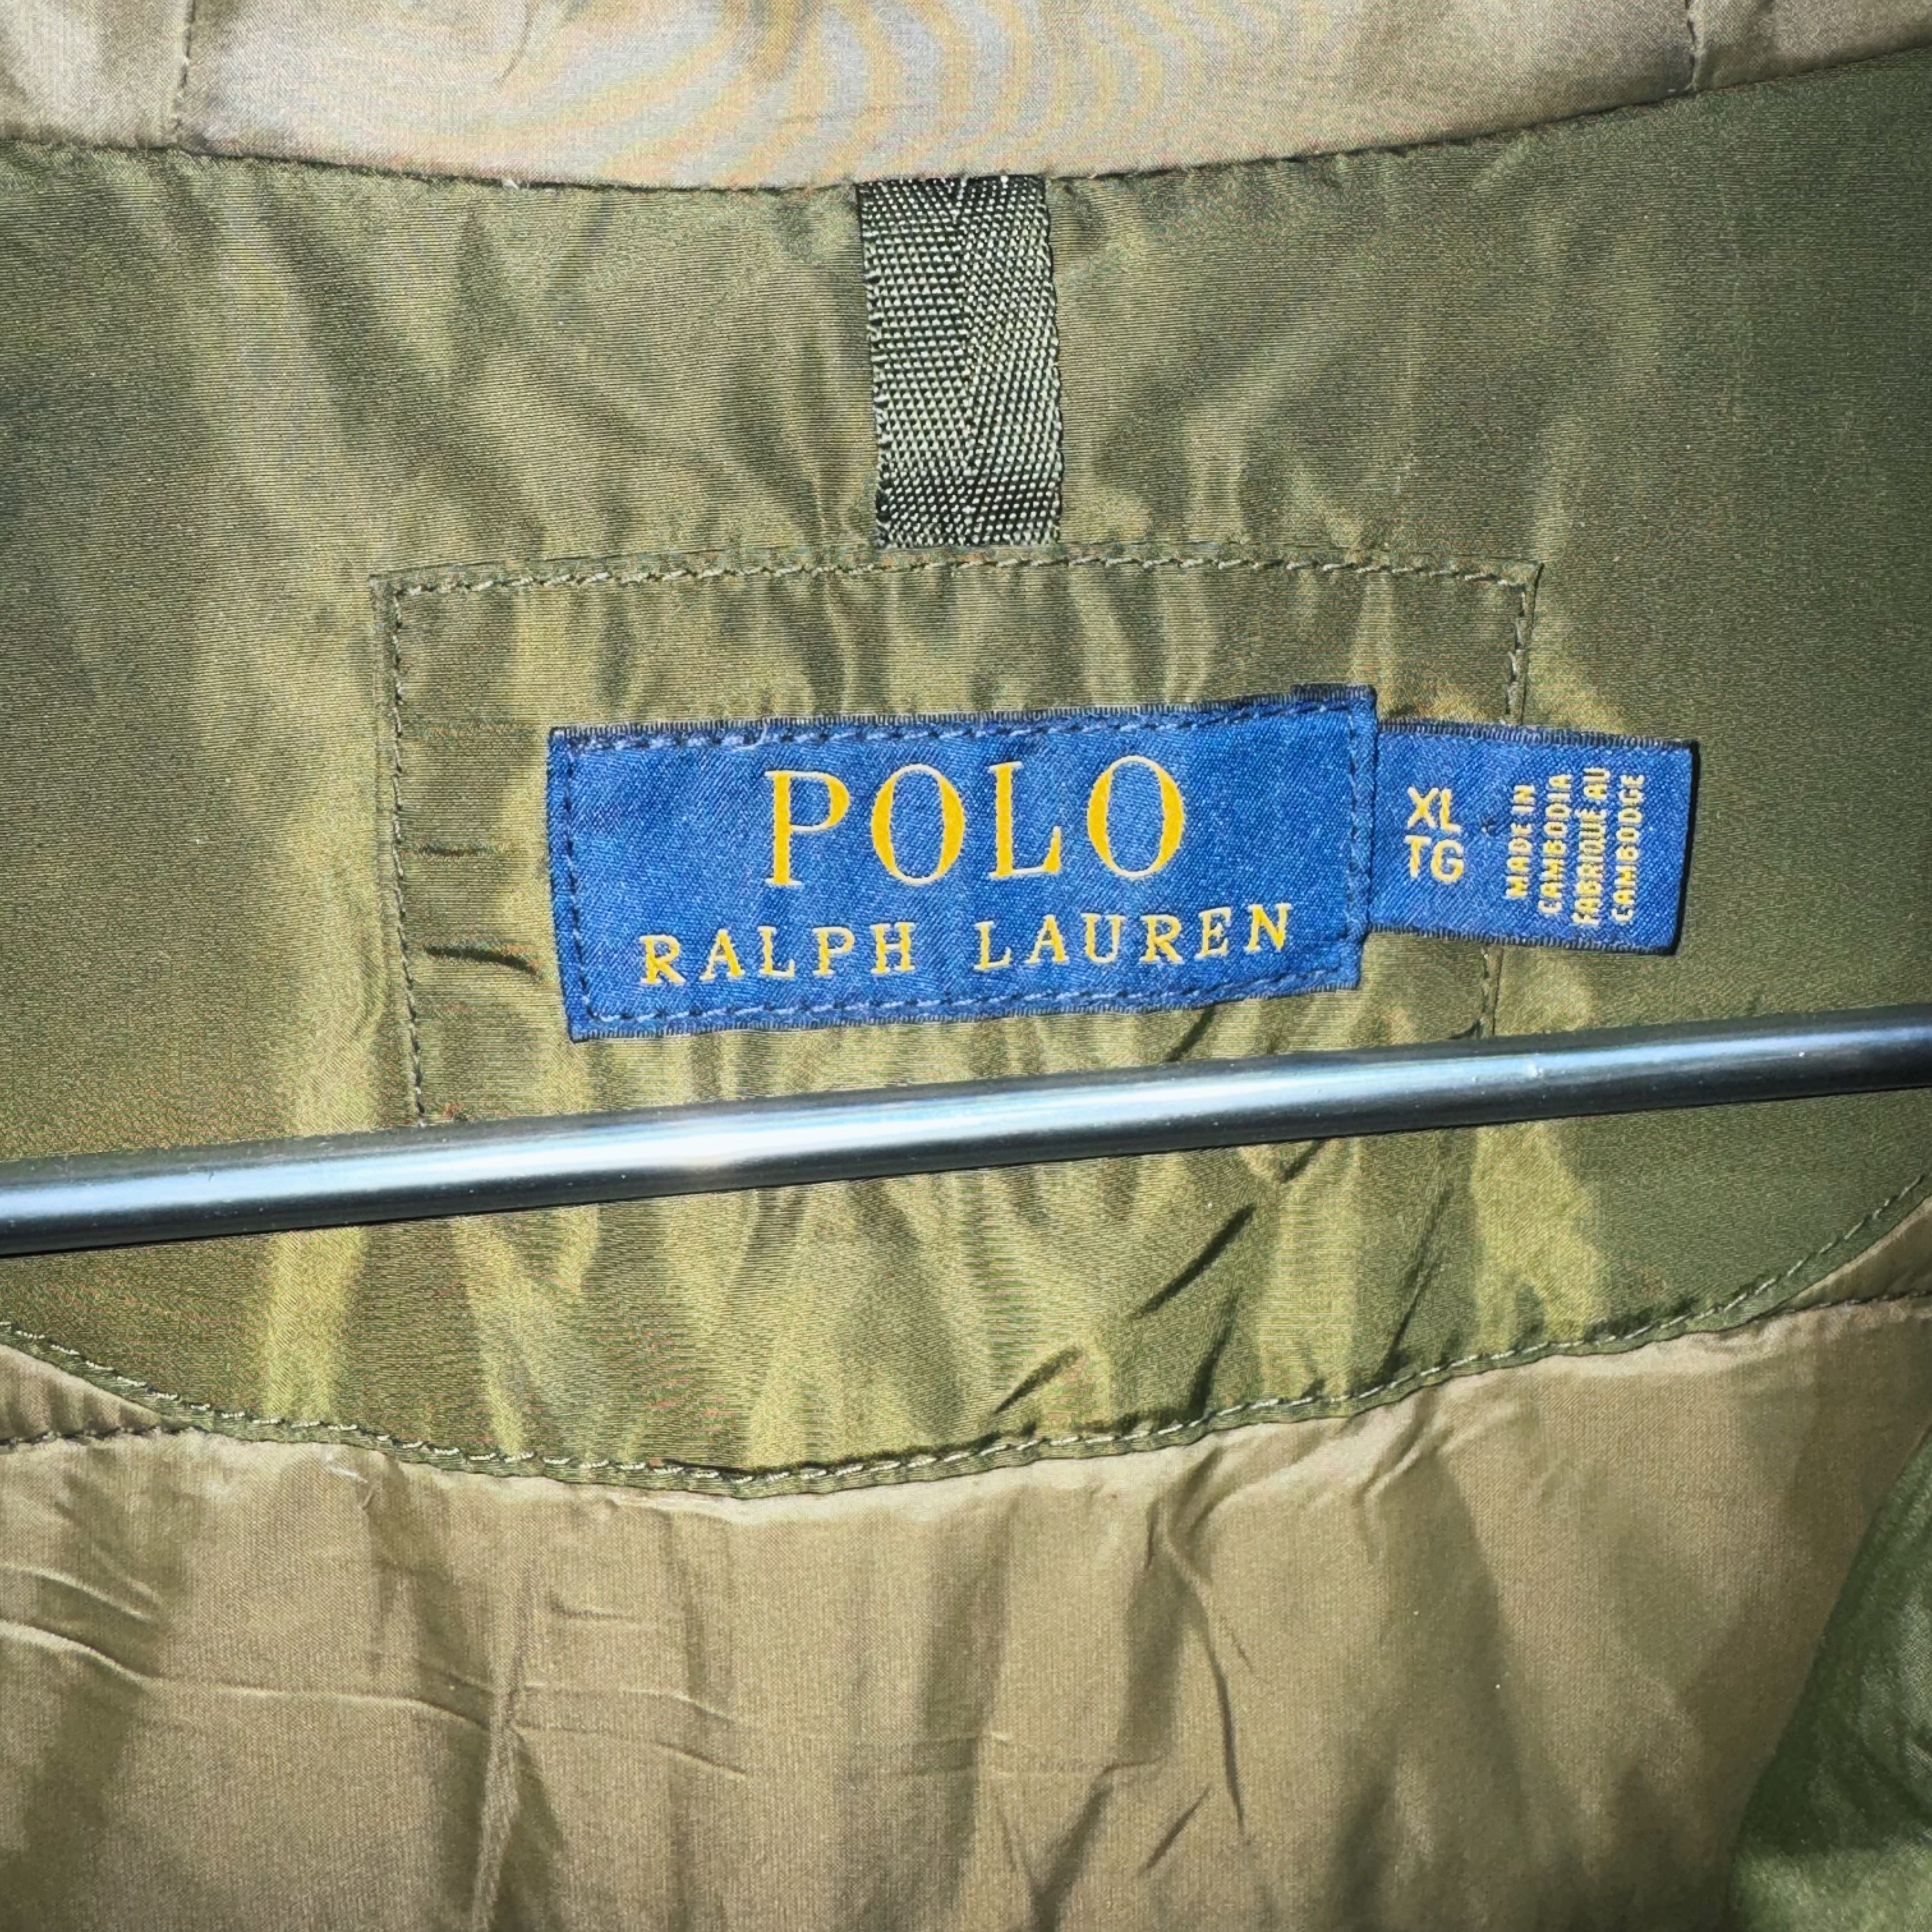 POLO
RALPH LAUREN
XL
TG
MADE IN
CAMBODIA
FABRIQUÉ AU
CAMBODGE